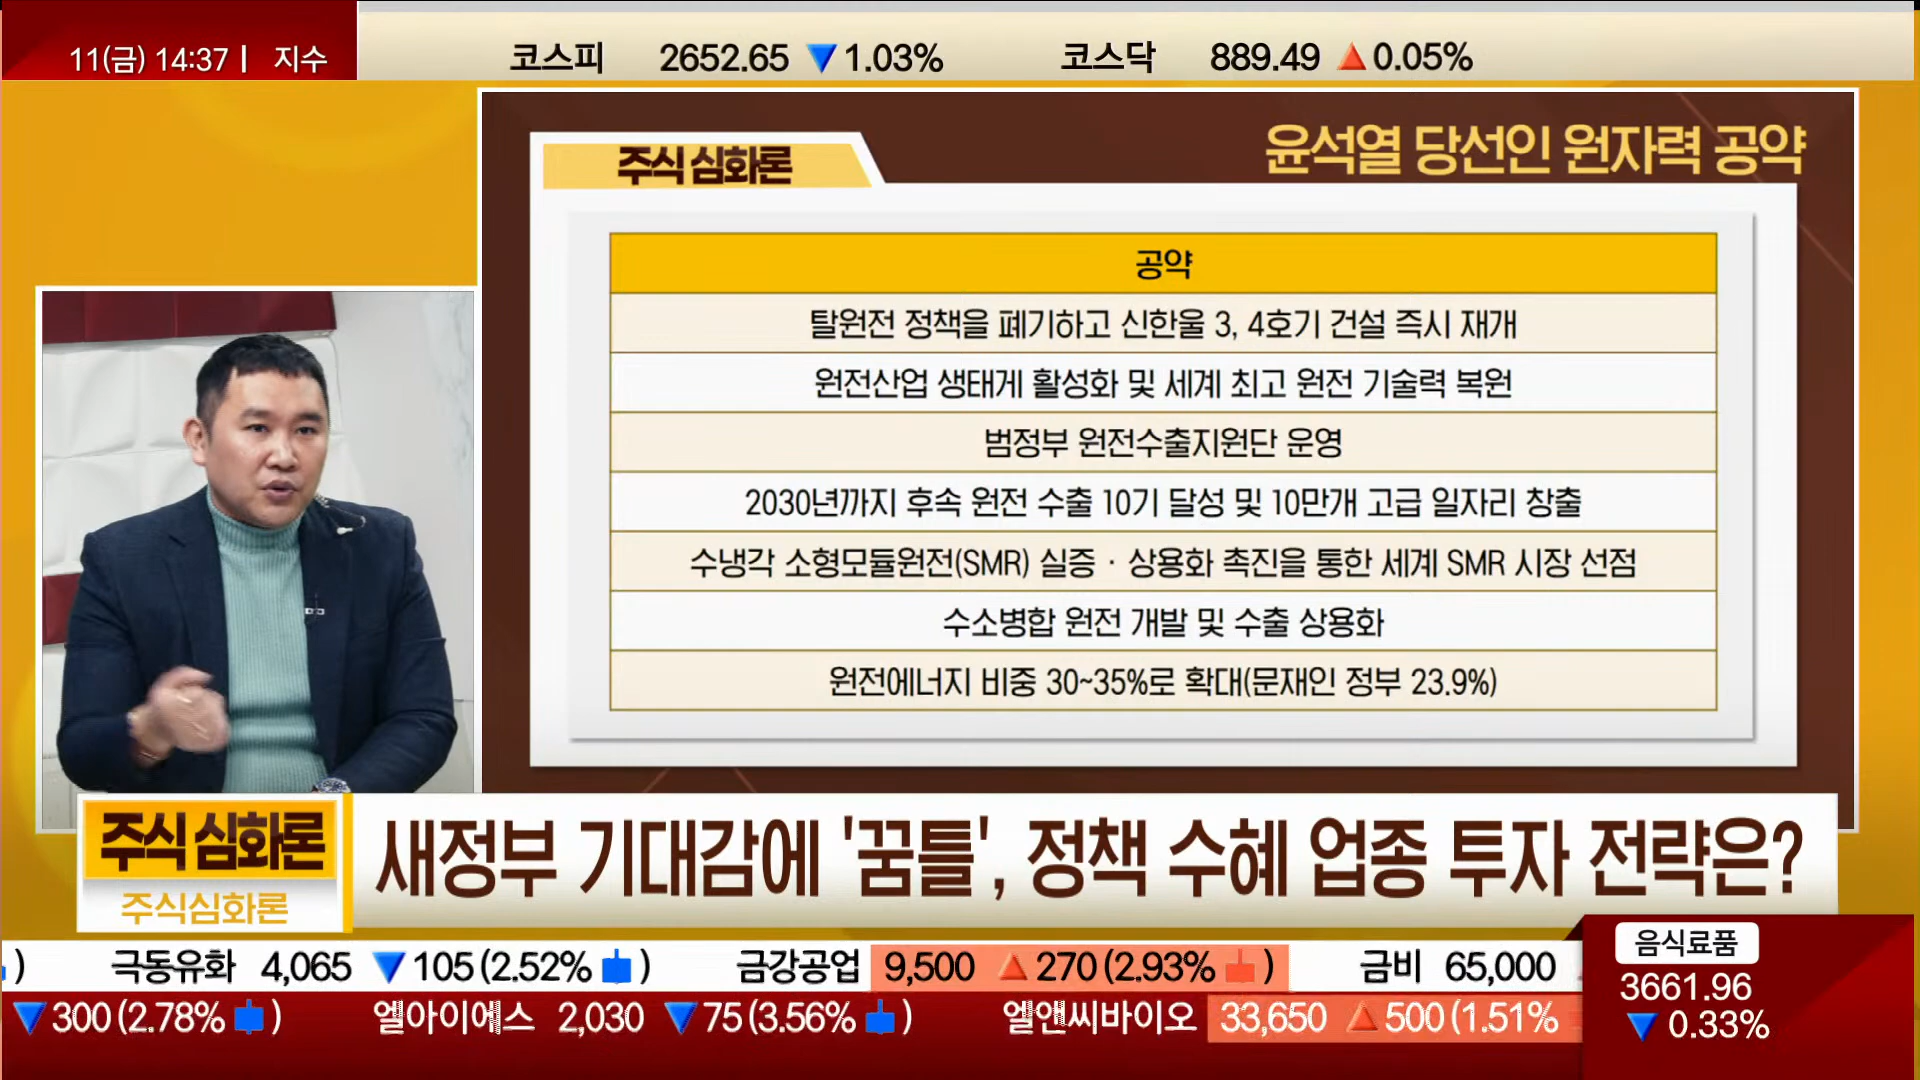 11(금) 14:37 | 지수
코스피 2652.65 ▼ 1.03% 코스닥 889.49 ▲ 0.05%
윤석열 당선인 원자력 공약
주식 심화론
공약
탈원전 정책을 폐기하고 신한울 3, 4호기 건설 즉시 재개
원전산업 생태게 활성화 및 세계 최고 원전 기술력 복원
범정부 원전수출지원단 운영
2030년까지 후속 원전 수출 10기 달성 및 10만개 고급 일자리 창출
수냉각 소형모듈원전(SMR) 실증 · 상용화 촉진을 통한 세계 SMR 시장 선점
수소병합 원전 개발 및 수출 상용화
원전에너지 비중 30~35%로 확대(문재인 정부 23.9%)
주식 심화론
주식심화론
새정부 기대감에 '꿈틀', 정책 수혜 업종 투자 전략은?
) 극동유화 4,065 ▼ 105 (2.52% ) 금강공업 9,500 ▲ 270 (2.93% ) 금비 65,000
▼ 300 (2.78% ) 엘아이에스 2,030 ▼ 75 (3.56% ) 엘앤씨바이오 33,650 ▲ 500 (1.51%
음식료품
3661.96
▼ 0.33%